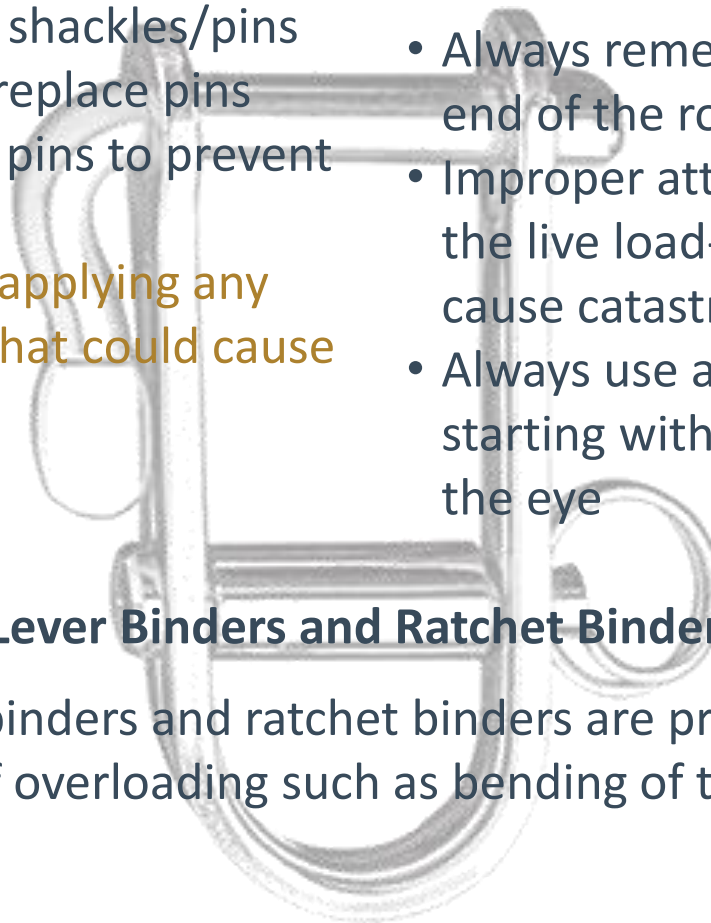 shackles/pins
replace pins
pins to prevent
applying any
hat could cause
• Always reme
end of the ro
• Improper att
the live load-
cause catastr
• Always use a
starting with
the eye
Lever Binders and Ratchet Binder
binders and ratchet binders are pr
f overloading such as bending of t